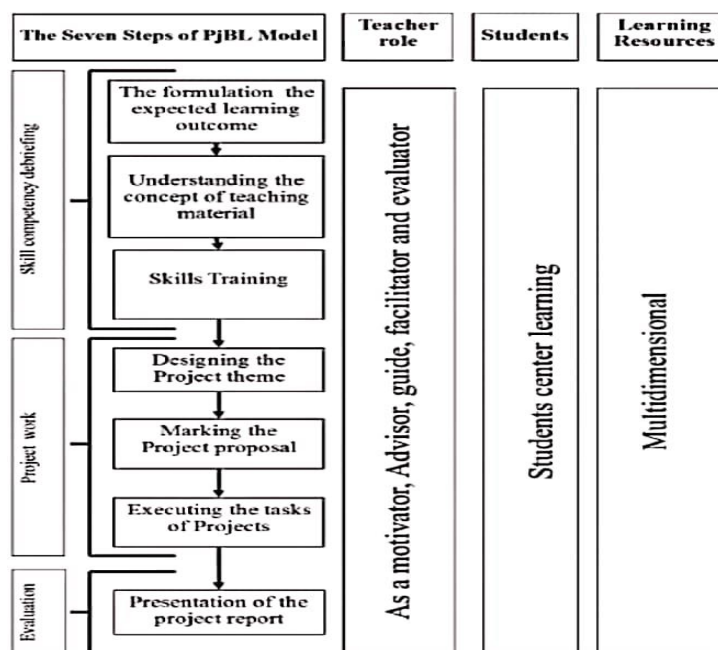 The Seven Steps of PjBL Model
Teacher
role
Students
Learning
Resources
Skill competency debriefing
The formulation the
expected learning
outcome
Understanding the
concept of teaching
material
Skills Training
Project work
Designing the
Project theme
Marking the
Project proposal
Executing the tasks
of Projects
Evaluation
Presentation of the
project report
As a motivator, Advisor, guide, facilitator and evaluator
Students center learning
Multidimensional